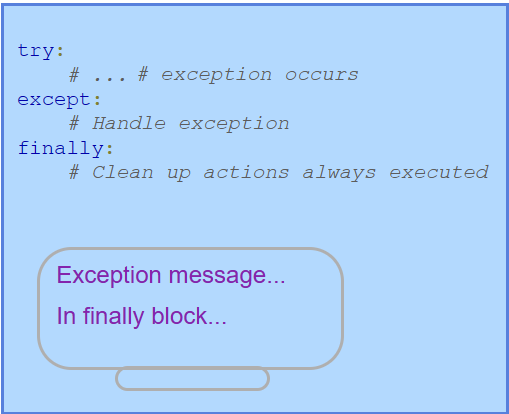 try:
    # ... # exception occurs
except:
    # Handle exception
finally:
    # Clean up actions always executed
Exception message...
In finally block...